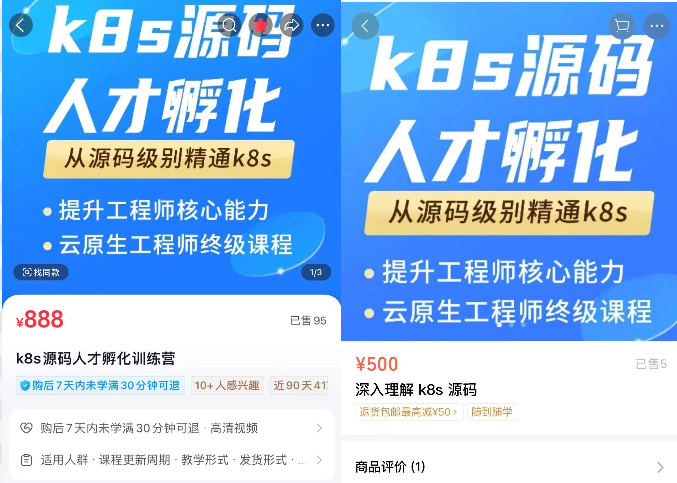 k8s源码
人才孵化
从源码级别精通k8s
• 提升工程师核心能力
• 云原生工程师终级课程
找同款
1/3
¥888
已售 95
k8s源码人才孵化训练营
购后7天内未学满30分钟可退
10+人感兴趣
近90天41
购后7天内未学满30分钟可退 · 高清视频
适用人群 · 课程更新周期 · 教学形式 · 发货形式 · ...
k8s源码
人才孵化
从源码级别精通k8s
• 提升工程师核心能力
• 云原生工程师终级课程
¥500
已售5
深入理解 k8s 源码
退货包邮最高减¥50 >
随到随学
商品评价 (1)